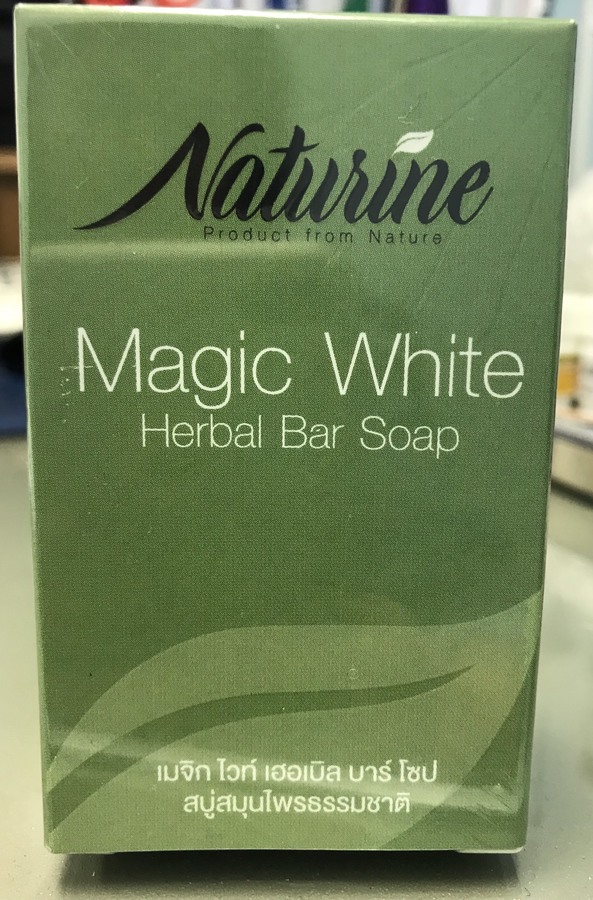 Naturine
Product from Nature
Magic White
Herbal Bar Soap
เมจิก ไวท์ เฮอเบิล บาร์ โซป
สบู่สมุนไพรธรรมชาติ